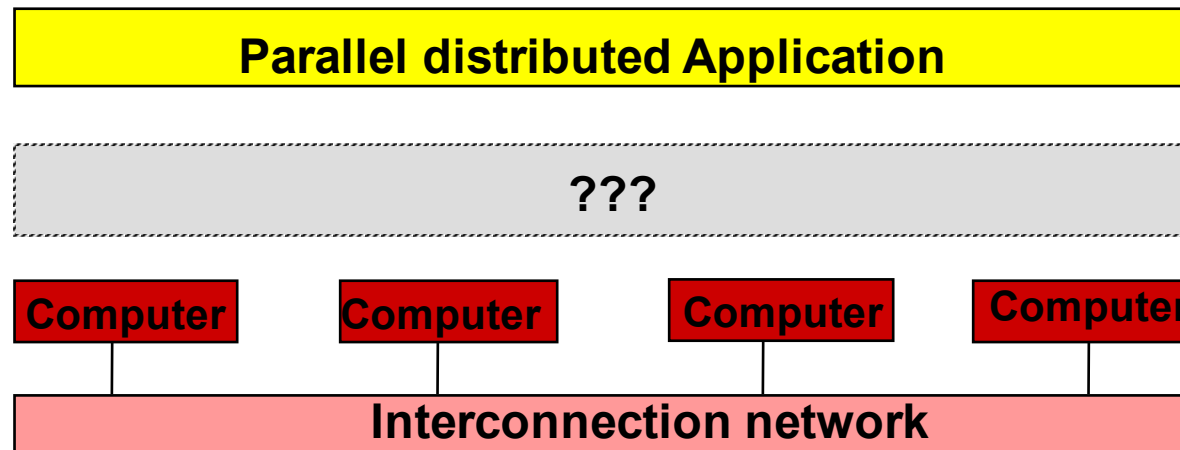 Parallel distributed Application
???
Computer Computer Computer Computer
Interconnection network